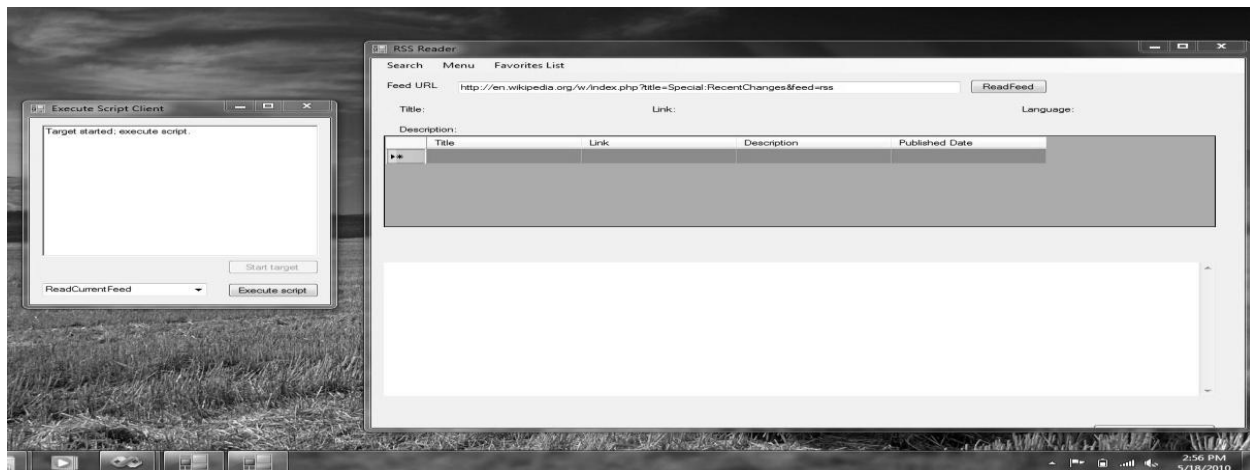 RSS Reader
Search Menu Favorites List
Feed URL http://en.wikipedia.org/w/index.php?title=Special:RecentChanges&feed=rss ReadFeed
Title: Link: Language:
Description:
Title Link Description Published Date
Execute Script Client
Target started; execute script.
Start target
ReadCurrentFeed Execute script
2:56 PM
5/18/2010